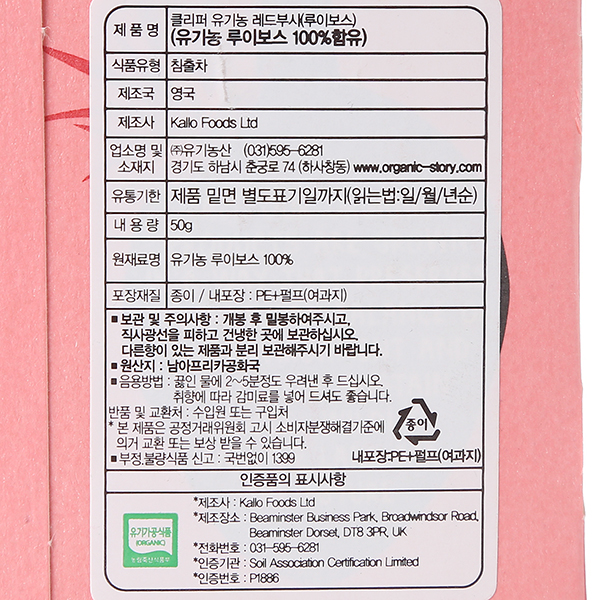 제 품 명 클리퍼 유기농 레드부시(루이보스)
(유기농 루이보스 100%함유)
식품유형 침출차
제조국 영국
제조사 Kallo Foods Ltd
업소명 및 소재지 ㈜유기농산 (031)595-6281
경기도 하남시 춘궁로 74 (하사창동) www.organic-story.com
유통기한 제품 밑면 별도표기일까지(읽는법:일/월/년순)
내 용 량 50g
원재료명 유기농 루이보스 100%
포장재질 종이 / 내포장 : PE+펄프(여과지)
■ 보관 및 주의사항 : 개봉 후 밀봉하여주시고,
직사광선을 피하고 건냉한 곳에 보관하십시오.
다른향이 있는 제품과 분리 보관해주시기 바랍니다.
■ 원산지 : 남아프리카공화국
■ 음용방법 : 끓인 물에 2~5분정도 우려낸 후 드십시오.
취향에 따라 감미료를 넣어 드셔도 좋습니다.
반품 및 교환처 : 수입원 또는 구입처
* 본 제품은 공정거래위원회 고시 소비자분쟁해결기준에
의거 교환 또는 보상 받을 수 있습니다.
■ 부정.불량식품 신고 : 국번없이 1399
종이
내포장:PE+펄프(여과지)
인증품의 표시사항
유기가공식품
(ORGANIC)
농림축산식품부
*제조사 : Kallo Foods Ltd
*제조장소 : Beaminster Business Park, Broadwindsor Road,
Beaminster Dorset, DT8 3PR, UK
*전화번호 : 031-595-6281
*인증기관 : Soil Association Certification Limited
*인증번호 : P1886